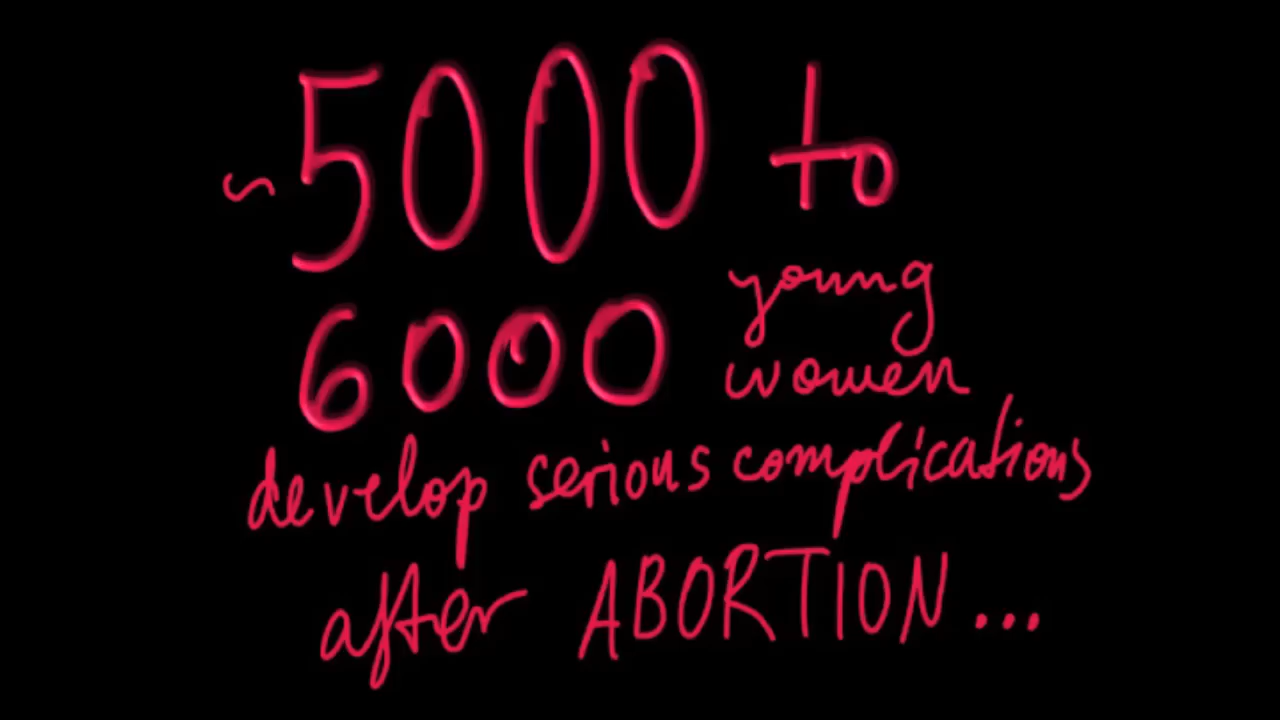 ~5000 to
6000 young
women
develop serious complications
after ABORTION...